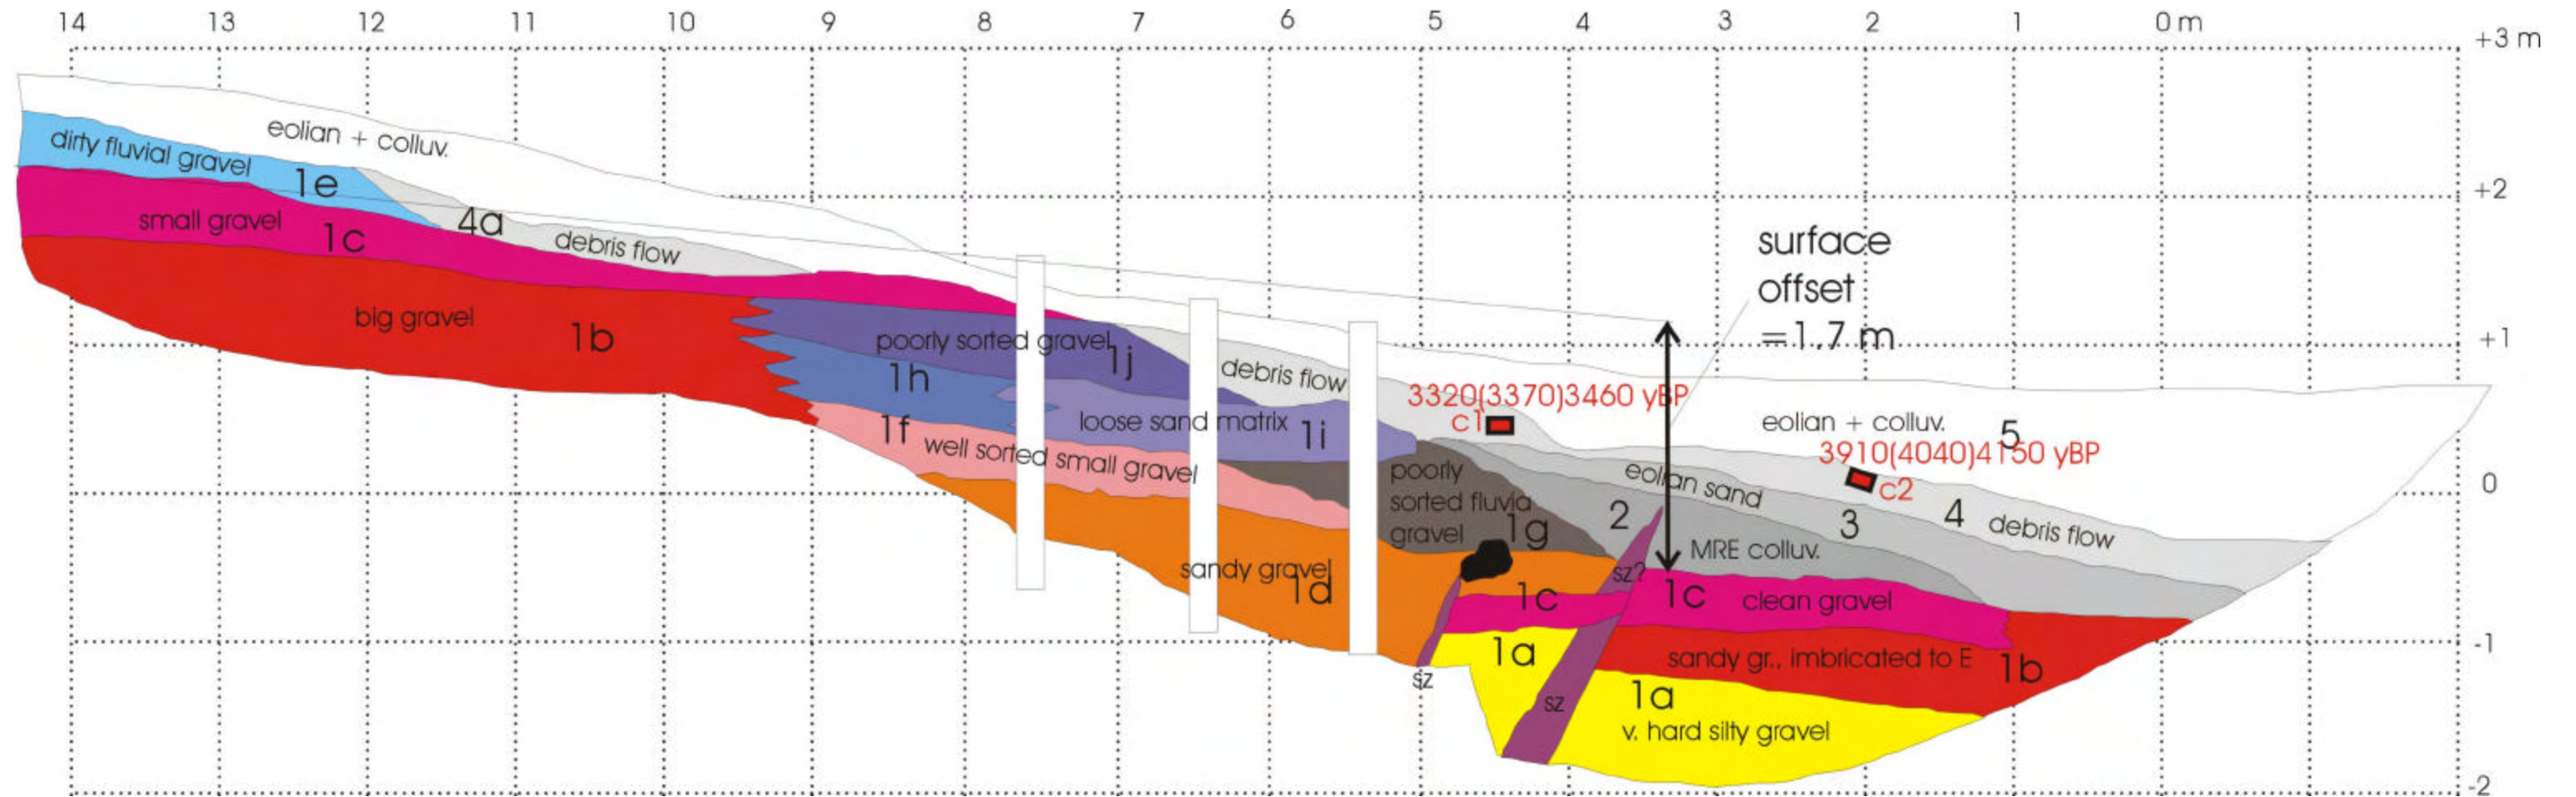 14 13 12 11 10 9 8 7 6 5 4 3 2 1 0 m
+3 m
eolian + colluv.
dirty fluvial gravel
1e
+2
small gravel
1c
4a
debris flow
surface
offset
=1,7 m
big gravel
1b
poorly sorted gravel
1j
+1
1h
debris flow
3320(3370)3460 yBP
c1
loose sand matrix
1i
eolian + colluv.
5
1f
well sorted small gravel
3910(4040)4150 yBP
c2
poorly
sorted fluvia
gravel
1g
eolian sand
2
3
4
debris flow
0
MRE colluv.
sandy gravel
1d
sz?
1c
1c
clean gravel
1a
sandy gr., imbricated to E
1b
-1
sz
sz
1a
v. hard silty gravel
-2